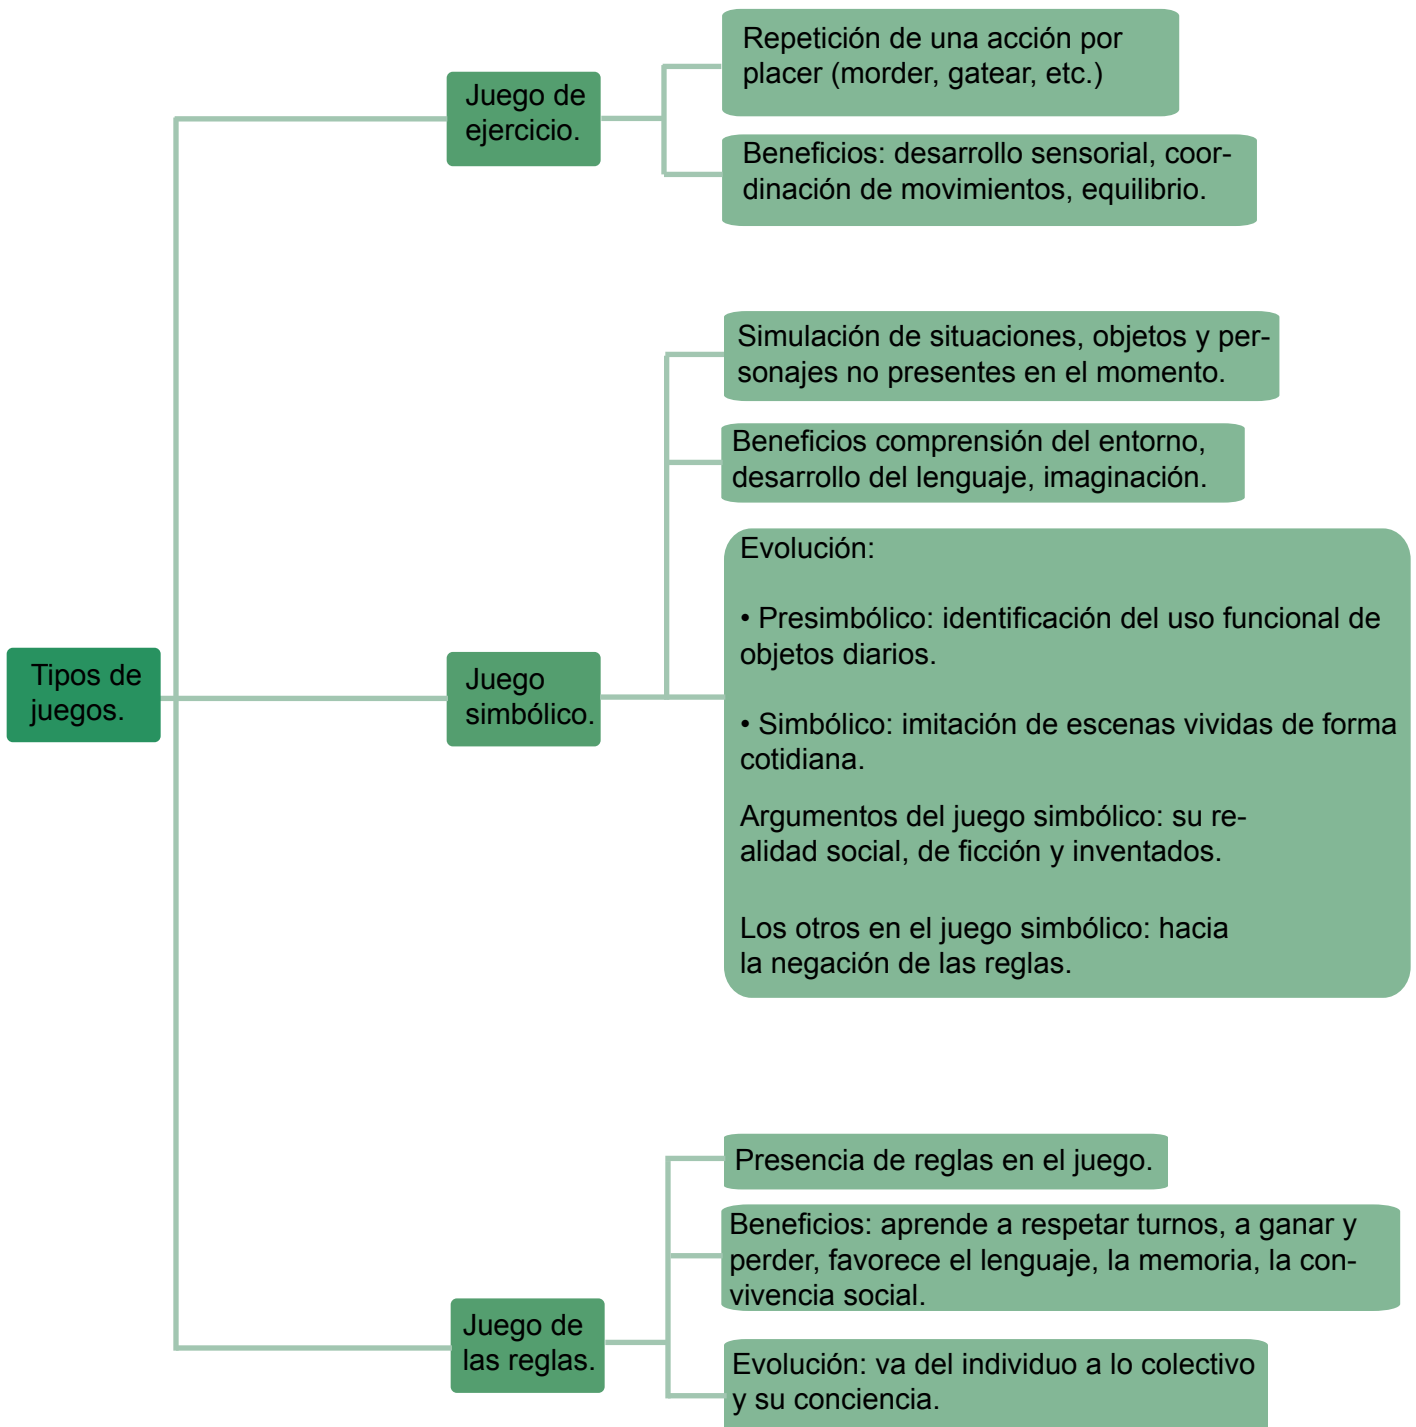 Tipos de
juegos.
Juego de
ejercicio.
Repetición de una acción por
placer (morder, gatear, etc.)
Beneficios: desarrollo sensorial, coor-
dinación de movimientos, equilibrio.
Juego
simbólico.
Simulación de situaciones, objetos y per-
sonajes no presentes en el momento.
Beneficios comprensión del entorno,
desarrollo del lenguaje, imaginación.
Evolución:
• Presimbólico: identificación del uso funcional de
objetos diarios.
• Simbólico: imitación de escenas vividas de forma
cotidiana.
Argumentos del juego simbólico: su re-
alidad social, de ficción y inventados.
Los otros en el juego simbólico: hacia
la negación de las reglas.
Juego de
las reglas.
Presencia de reglas en el juego.
Beneficios: aprende a respetar turnos, a ganar y
perder, favorece el lenguaje, la memoria, la con-
vivencia social.
Evolución: va del individuo a lo colectivo
y su conciencia.